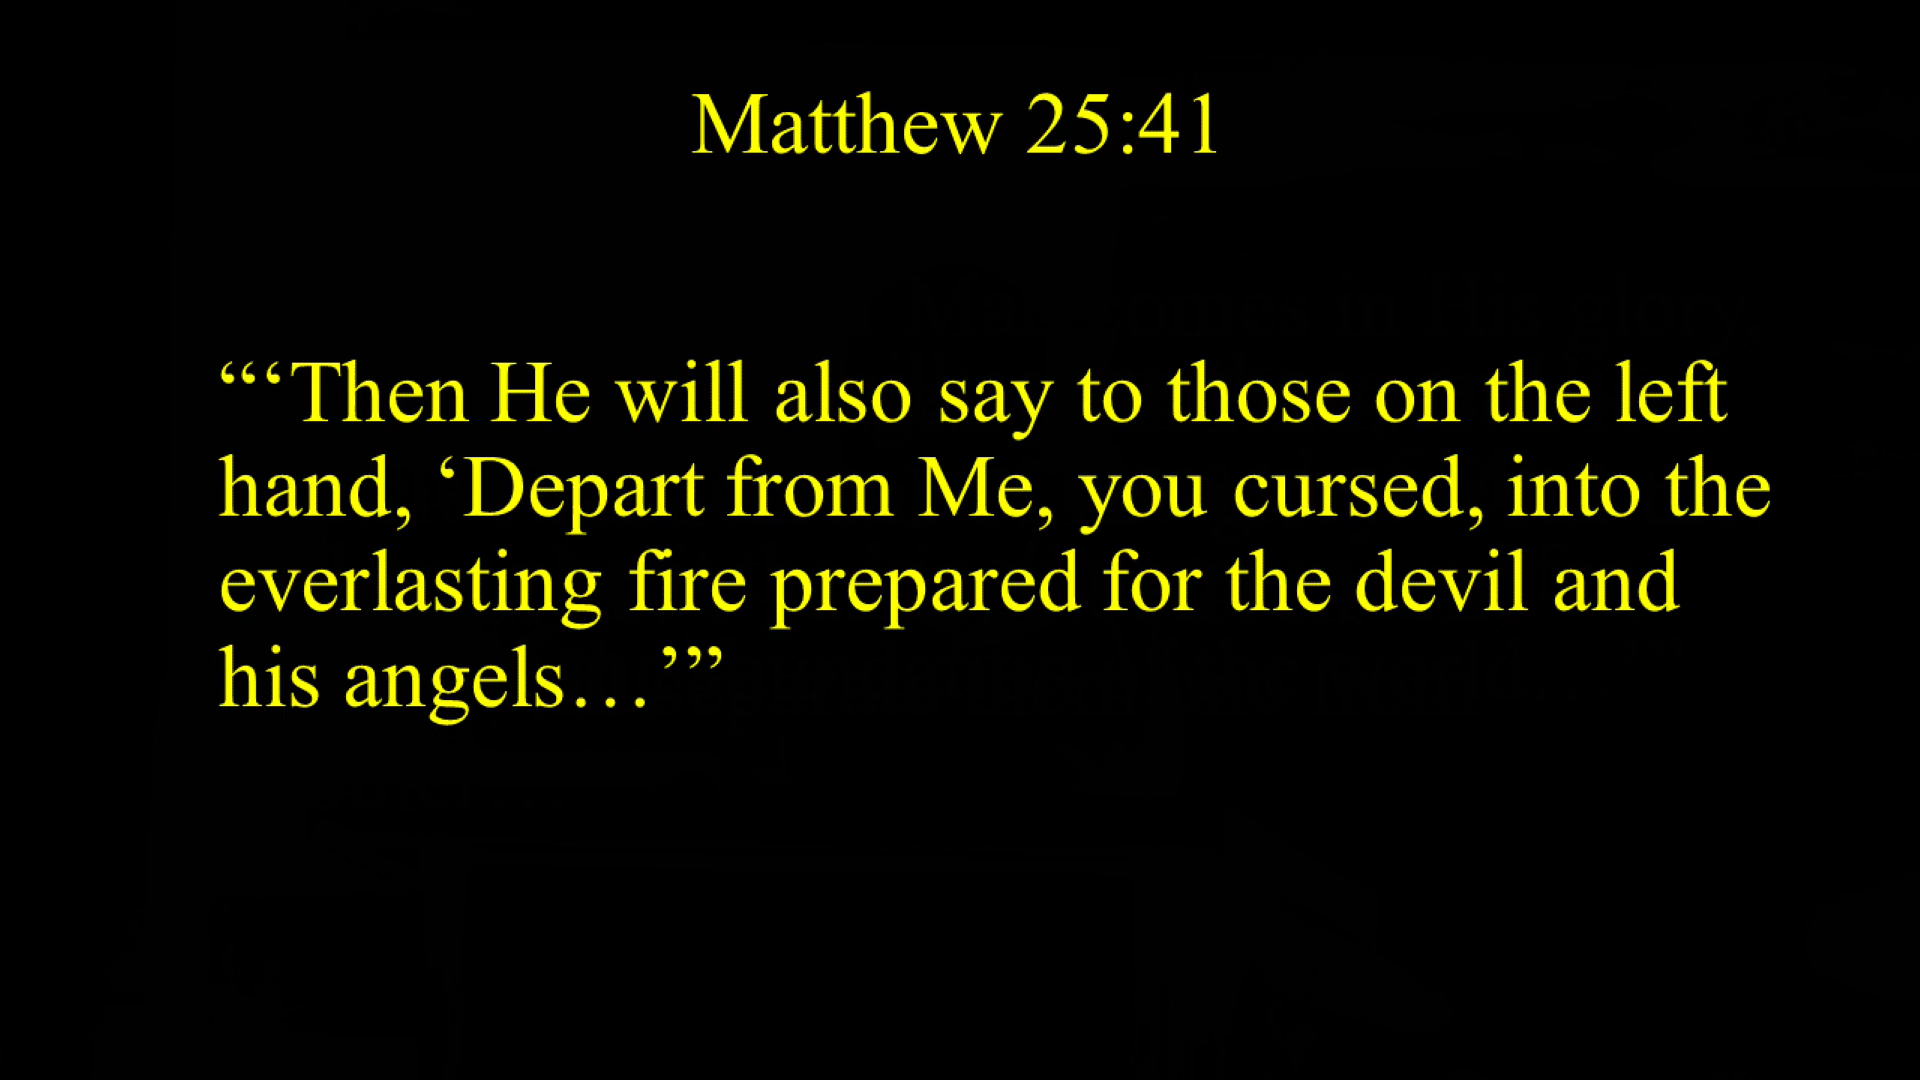 Matthew 25:41
“‘Then He will also say to those on the left
hand, ‘Depart from Me, you cursed, into the
everlasting fire prepared for the devil and
his angels…’”